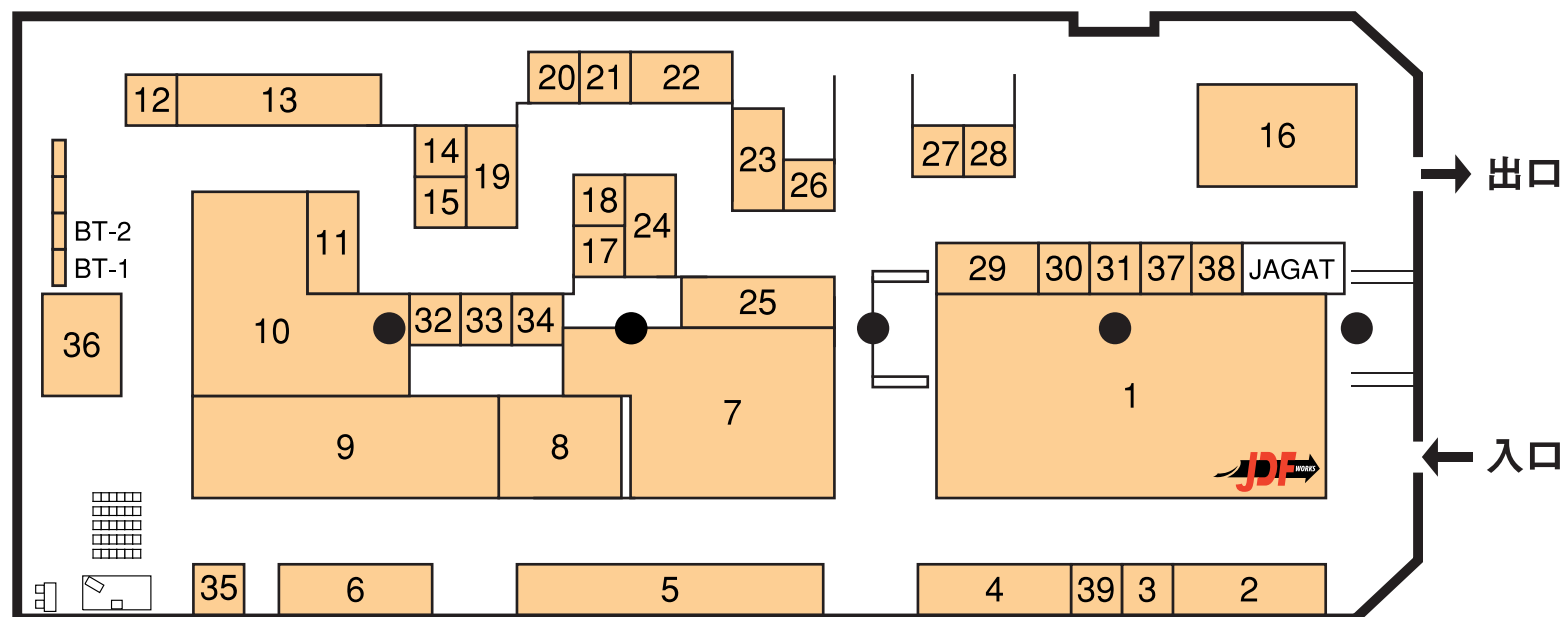 20 21 22
12 13
14 19 23 27 28 16
15 18 26
出口
11 17 24
BT-2
BT-1
29 30 31 37 38 JAGAT
36 10 32 33 34 25
1
7
9 8
JDF WORKS
入口
35 6 5 4 39 3 2